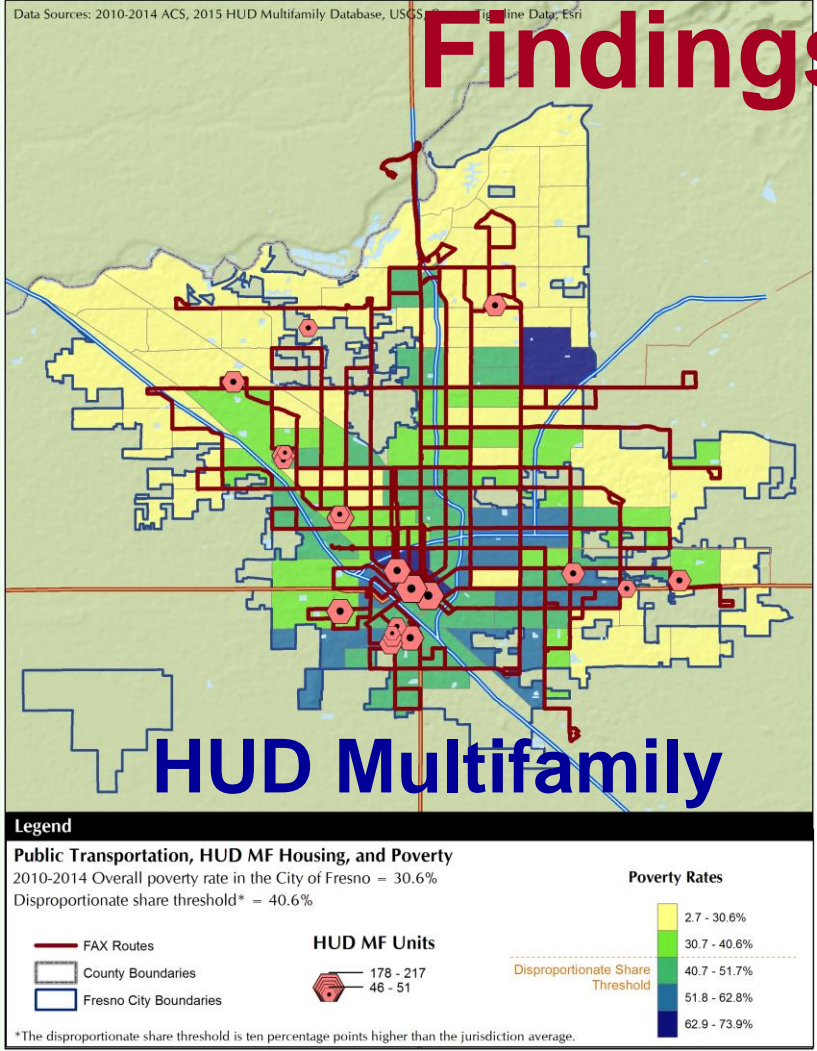 Data Sources: 2010-2014 ACS, 2015 HUD Multifamily Database, USGS, Line Data, Esri
Findings
HUD Multifamily
Legend
Public Transportation, HUD MF Housing, and Poverty
2010-2014 Overall poverty rate in the City of Fresno = 30.6%
Disproportionate share threshold* = 40.6%
FAX Routes
County Boundaries
Fresno City Boundaries
HUD MF Units
178 - 217
46 - 51
Poverty Rates
2.7 - 30.6%
30.7 - 40.6%
Disproportionate Share
Threshold
40.7 - 51.7%
51.8 - 62.8%
62.9 - 73.9%
*The disproportionate share threshold is ten percentage points higher than the jurisdiction average.